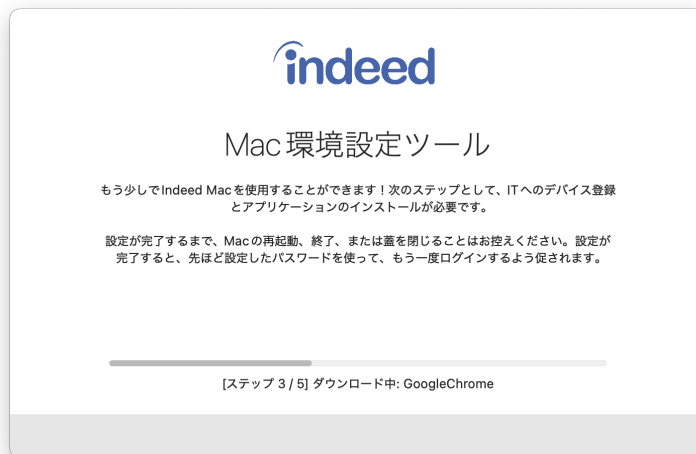 indeed
Mac環境設定ツール
もう少しでIndeed Macを使用することができます！次のステップとして、ITへのデバイス登録
とアプリケーションのインストールが必要です。
設定が完了するまで、Macの再起動、終了、または蓋を閉じることはお控えください。設定が
完了すると、先ほど設定したパスワードを使って、もう一度ログインするよう促されます。
[ステップ 3 / 5] ダウンロード中: GoogleChrome